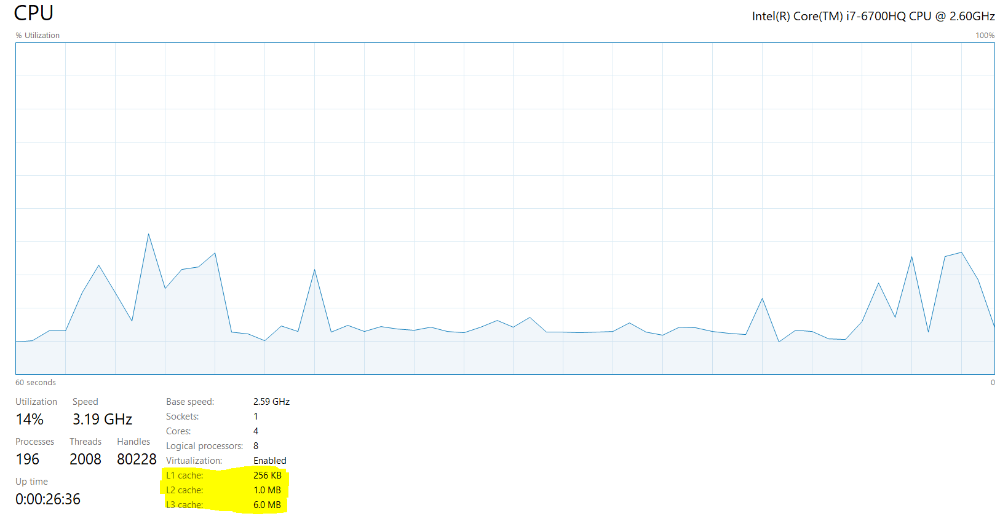 CPU
Intel(R) Core(TM) i7-6700HQ CPU @ 2.60GHz
% Utilization 100%
60 seconds 0
Utilization Speed
14% 3.19 GHz
Processes Threads Handles
196 2008 80228
Up time
0:00:26:36
Base speed: 2.59 GHz
Sockets: 1
Cores: 4
Logical processors: 8
Virtualization: Enabled
L1 cache: 256 KB
L2 cache: 1.0 MB
L3 cache: 6.0 MB